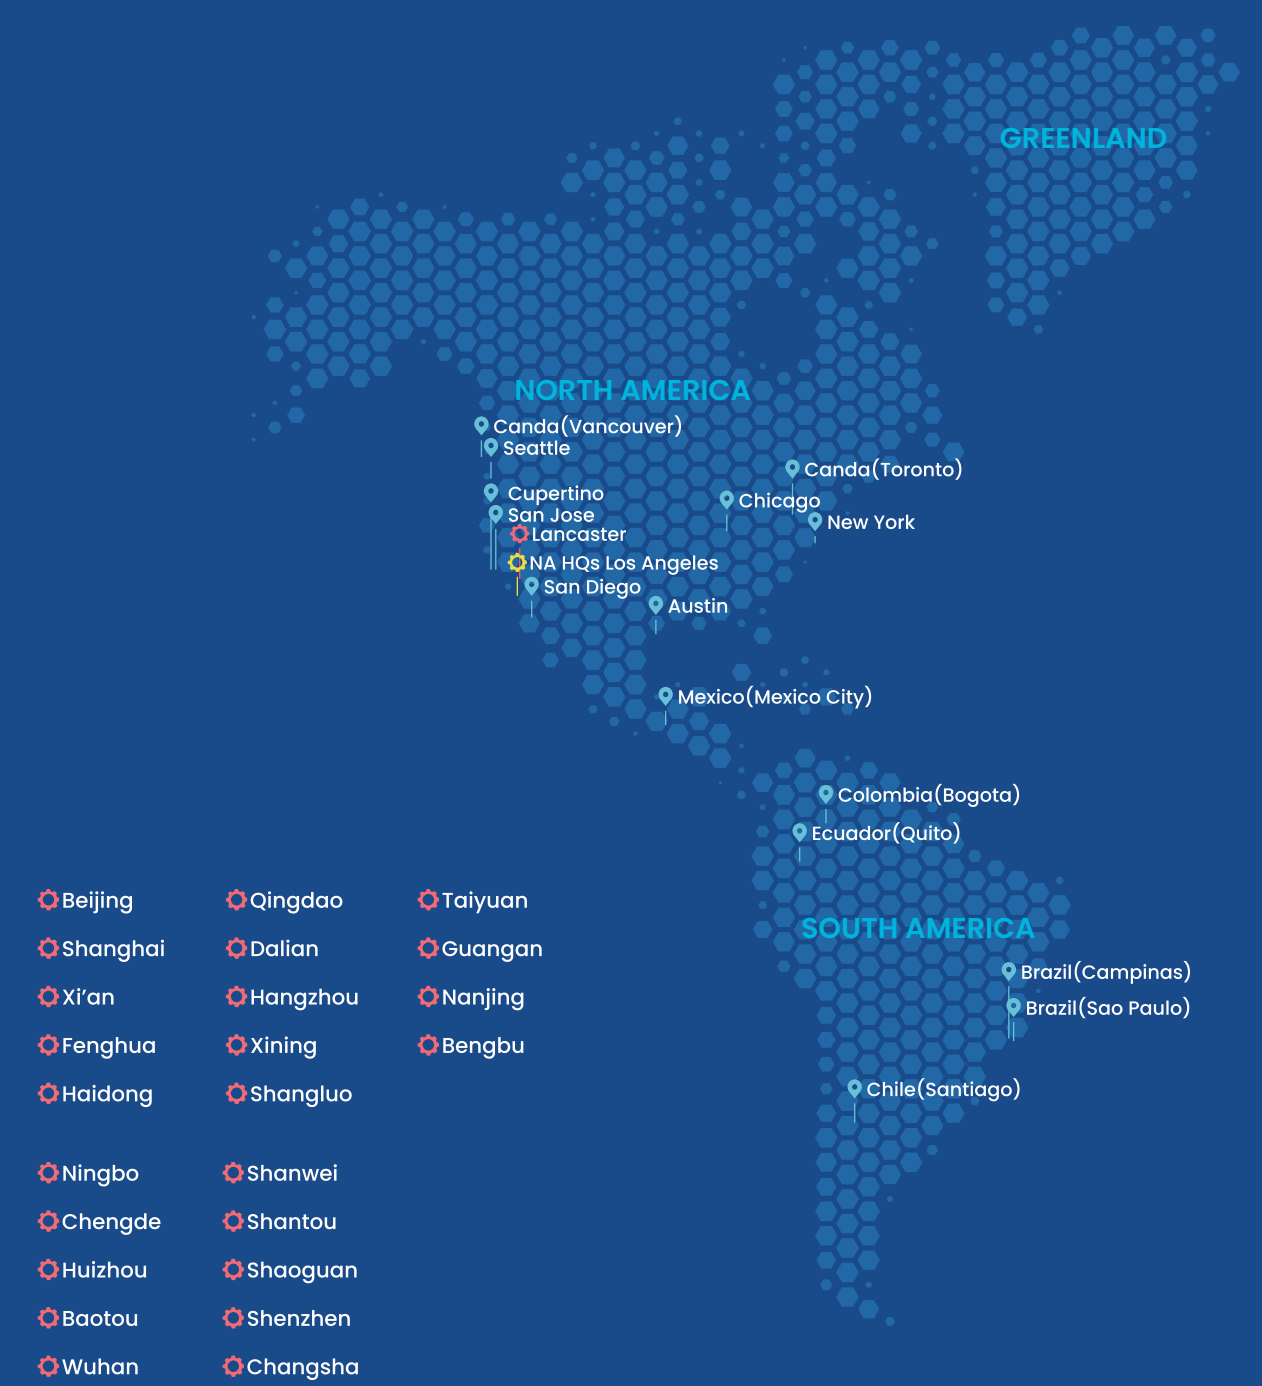 GREENLAND
NORTH AMERICA
Canda(Vancouver)
Seattle
Canda(Toronto)
Cupertino
Chicago
San Jose
New York
Lancaster
NA HQs Los Angeles
San Diego
Austin
Mexico(Mexico City)
Colombia(Bogota)
Ecuador(Quito)
SOUTH AMERICA
Brazil(Campinas)
Brazil(Sao Paulo)
Chile(Santiago)
Beijing
Qingdao
Taiyuan
Shanghai
Dalian
Guangan
Xi’an
Hangzhou
Nanjing
Fenghua
Xining
Bengbu
Haidong
Shangluo
Ningbo
Shanwei
Chengde
Shantou
Huizhou
Shaoguan
Baotou
Shenzhen
Wuhan
Changsha